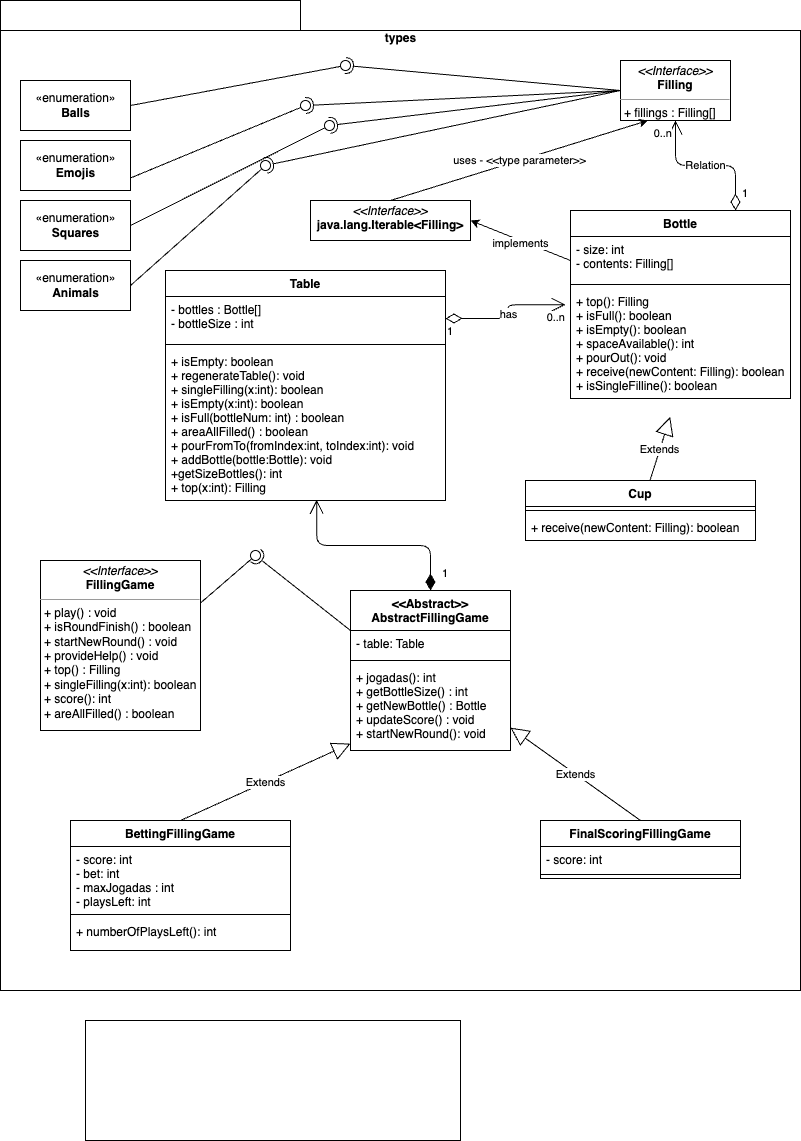 types
<<Interface>>
Filling
+ fillings : Filling[]
«enumeration»
Balls
«enumeration»
Emojis
«enumeration»
Squares
«enumeration»
Animals
0..n
uses - <<type parameter>>
Relation
1
<<Interface>>
java.lang.Iterable<Filling>
implements
Bottle
- size: int
- contents: Filling[]
+ top(): Filling
+ isFull(): boolean
+ isEmpty(): boolean
+ spaceAvailable(): int
+ pourOut(): void
+ receive(newContent: Filling): boolean
+ isSingleFilline(): boolean
Table
- bottles : Bottle[]
- bottleSize : int
+ isEmpty: boolean
+ regenerateTable(): void
+ singleFilling(x:int): boolean
+ isEmpty(x:int): boolean
+ isFull(bottleNum: int) : boolean
+ areaAllFilled() : boolean
+ pourFromTo(fromIndex:int, toIndex:int): void
+ addBottle(bottle:Bottle): void
+getSizeBottles(): int
+ top(x:int): Filling
1
has
0..n
Extends
Cup
+ receive(newContent: Filling): boolean
<<Interface>>
FillingGame
+ play() : void
+ isRoundFinish() : boolean
+ startNewRound() : void
+ provideHelp() : void
+ top() : Filling
+ singleFilling(x:int): boolean
+ score(): int
+ areAllFilled() : boolean
1
<<Abstract>>
AbstractFillingGame
- table: Table
+ jogadas(): int
+ getBottleSize() : int
+ getNewBottle() : Bottle
+ updateScore() : void
+ startNewRound(): void
Extends
Extends
BettingFillingGame
- score: int
- bet: int
- maxJogadas : int
- playsLeft: int
+ numberOfPlaysLeft(): int
FinalScoringFillingGame
- score: int